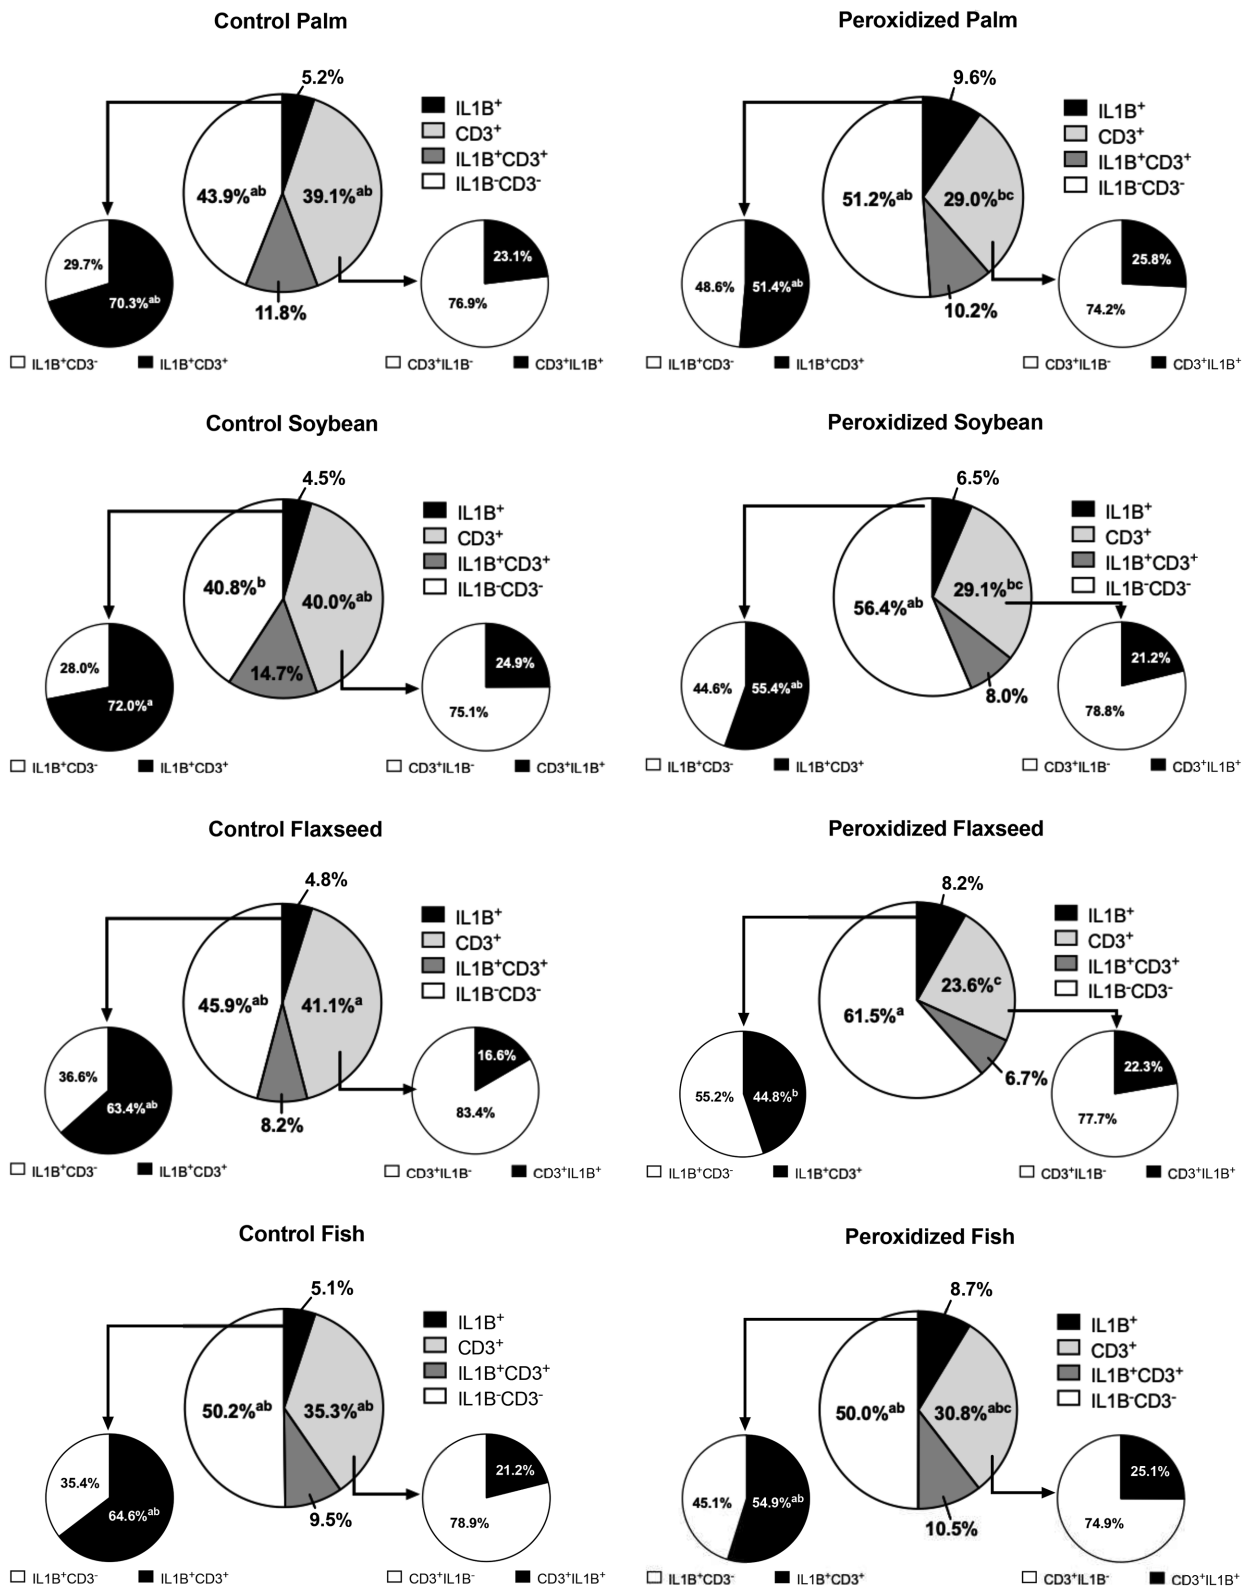 Control Palm
5.2%
IL1B⁺
CD3⁺
IL1B⁺CD3⁺
IL1B⁻CD3⁻
43.9%ᵃᵇ
39.1%ᵃᵇ
11.8%
29.7%
70.3%ᵃᵇ
23.1%
76.9%
IL1B⁺CD3⁻ IL1B⁺CD3⁺
CD3⁺IL1B⁻ CD3⁺IL1B⁺
Peroxidized Palm
9.6%
IL1B⁺
CD3⁺
IL1B⁺CD3⁺
IL1B⁻CD3⁻
51.2%ᵃᵇ
29.0%ᵇᶜ
10.2%
48.6%
51.4%ᵃᵇ
25.8%
74.2%
IL1B⁺CD3⁻ IL1B⁺CD3⁺
CD3⁺IL1B⁻ CD3⁺IL1B⁺
Control Soybean
4.5%
IL1B⁺
CD3⁺
IL1B⁺CD3⁺
IL1B⁻CD3⁻
40.8%ᵇ
40.0%ᵃᵇ
14.7%
28.0%
72.0%ᵃ
24.9%
75.1%
IL1B⁺CD3⁻ IL1B⁺CD3⁺
CD3⁺IL1B⁻ CD3⁺IL1B⁺
Peroxidized Soybean
6.5%
IL1B⁺
CD3⁺
IL1B⁺CD3⁺
IL1B⁻CD3⁻
56.4%ᵃᵇ
29.1%ᵇᶜ
8.0%
44.6%
55.4%ᵃᵇ
21.2%
78.8%
IL1B⁺CD3⁻ IL1B⁺CD3⁺
CD3⁺IL1B⁻ CD3⁺IL1B⁺
Control Flaxseed
4.8%
IL1B⁺
CD3⁺
IL1B⁺CD3⁺
IL1B⁻CD3⁻
45.9%ᵃᵇ
41.1%ᵃ
8.2%
36.6%
63.4%ᵃᵇ
16.6%
83.4%
IL1B⁺CD3⁻ IL1B⁺CD3⁺
CD3⁺IL1B⁻ CD3⁺IL1B⁺
Peroxidized Flaxseed
8.2%
IL1B⁺
CD3⁺
IL1B⁺CD3⁺
IL1B⁻CD3⁻
61.5%ᵃ
23.6%ᶜ
6.7%
55.2%
44.8%ᵇ
22.3%
77.7%
IL1B⁺CD3⁻ IL1B⁺CD3⁺
CD3⁺IL1B⁻ CD3⁺IL1B⁺
Control Fish
5.1%
IL1B⁺
CD3⁺
IL1B⁺CD3⁺
IL1B⁻CD3⁻
50.2%ᵃᵇ
35.3%ᵃᵇ
9.5%
35.4%
64.6%ᵃᵇ
21.2%
78.9%
IL1B⁺CD3⁻ IL1B⁺CD3⁺
CD3⁺IL1B⁻ CD3⁺IL1B⁺
Peroxidized Fish
8.7%
IL1B⁺
CD3⁺
IL1B⁺CD3⁺
IL1B⁻CD3⁻
50.0%ᵃᵇ
30.8%ᵃᵇᶜ
10.5%
45.1%
54.9%ᵃᵇ
25.1%
74.9%
IL1B⁺CD3⁻ IL1B⁺CD3⁺
CD3⁺IL1B⁻ CD3⁺IL1B⁺